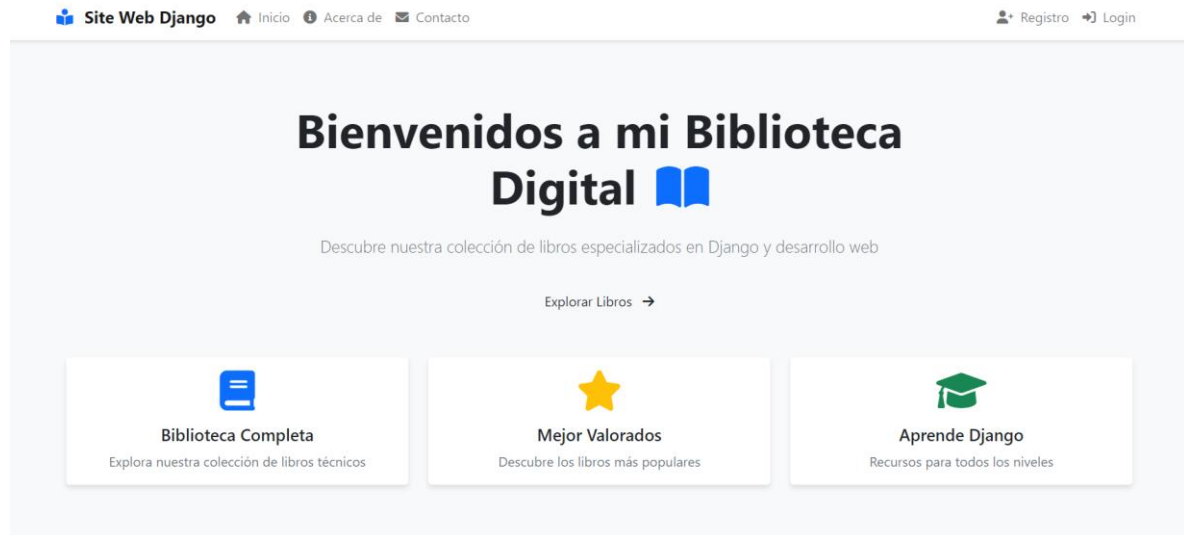 Site Web Django Inicio Acerca de Contacto Registro Login
Bienvenidos a mi Biblioteca
Digital
Descubre nuestra colección de libros especializados en Django y desarrollo web
Explorar Libros
Biblioteca Completa
Explora nuestra colección de libros técnicos
Mejor Valorados
Descubre los libros más populares
Aprende Django
Recursos para todos los niveles